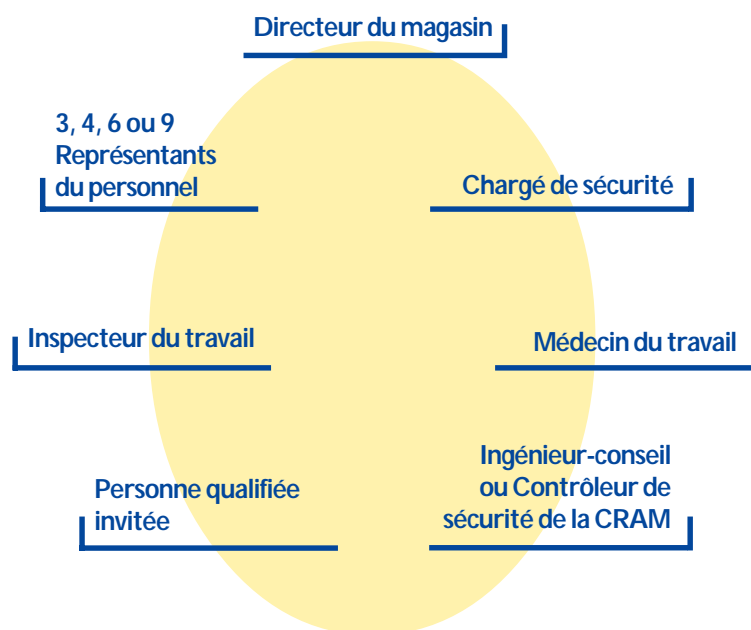 Directeur du magasin
3, 4, 6 ou 9
Représentants
du personnel
Chargé de sécurité
Inspecteur du travail
Médecin du travail
Personne qualifiée
invitée
Ingénieur-conseil
ou Contrôleur de
sécurité de la CRAM